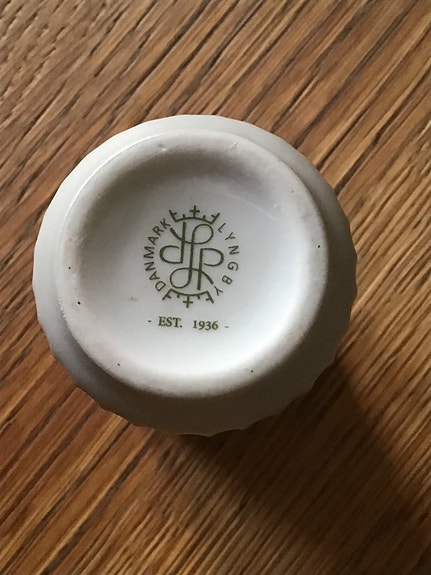 DANMARK LYNGBY
- EST. 1936 -